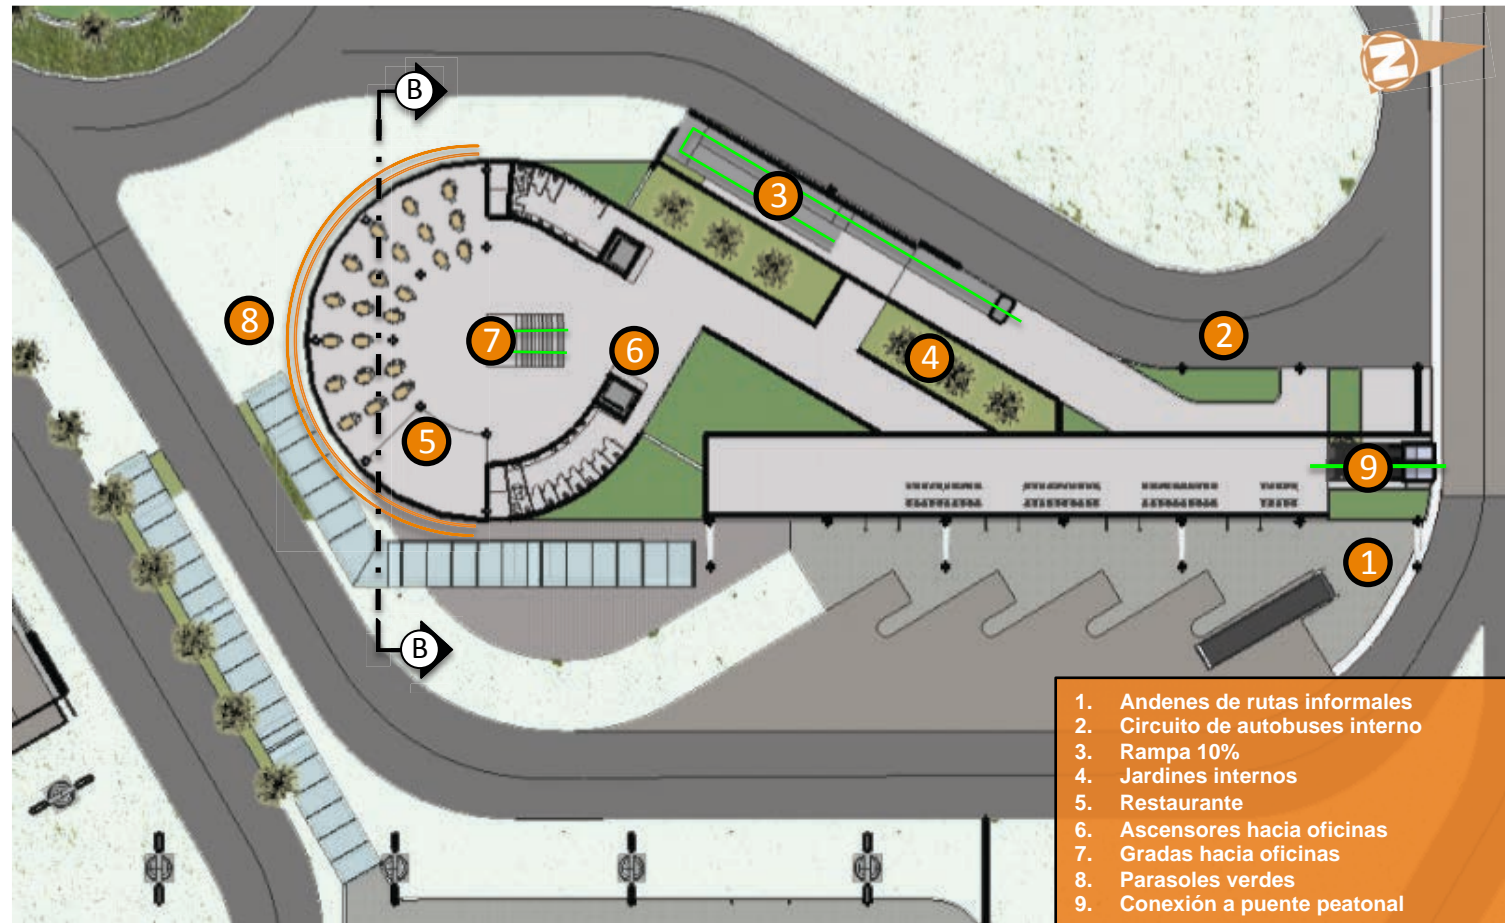 B
N
3
8
2
7
6
4
5
9
1
B
1. Andenes de rutas informales
2. Circuito de autobuses interno
3. Rampa 10%
4. Jardines internos
5. Restaurante
6. Ascensores hacia oficinas
7. Gradas hacia oficinas
8. Parasoles verdes
9. Conexión a puente peatonal